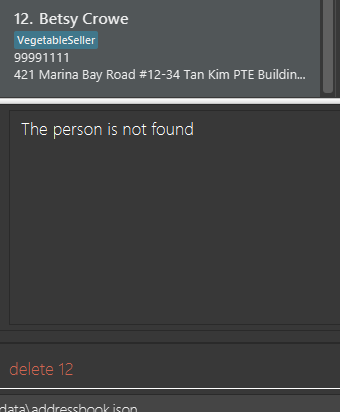 12. Betsy Crowe
VegetableSeller
99991111
421 Marina Bay Road #12-34 Tan Kim PTE Buildin...
The person is not found
delete 12
data\addressbook.json